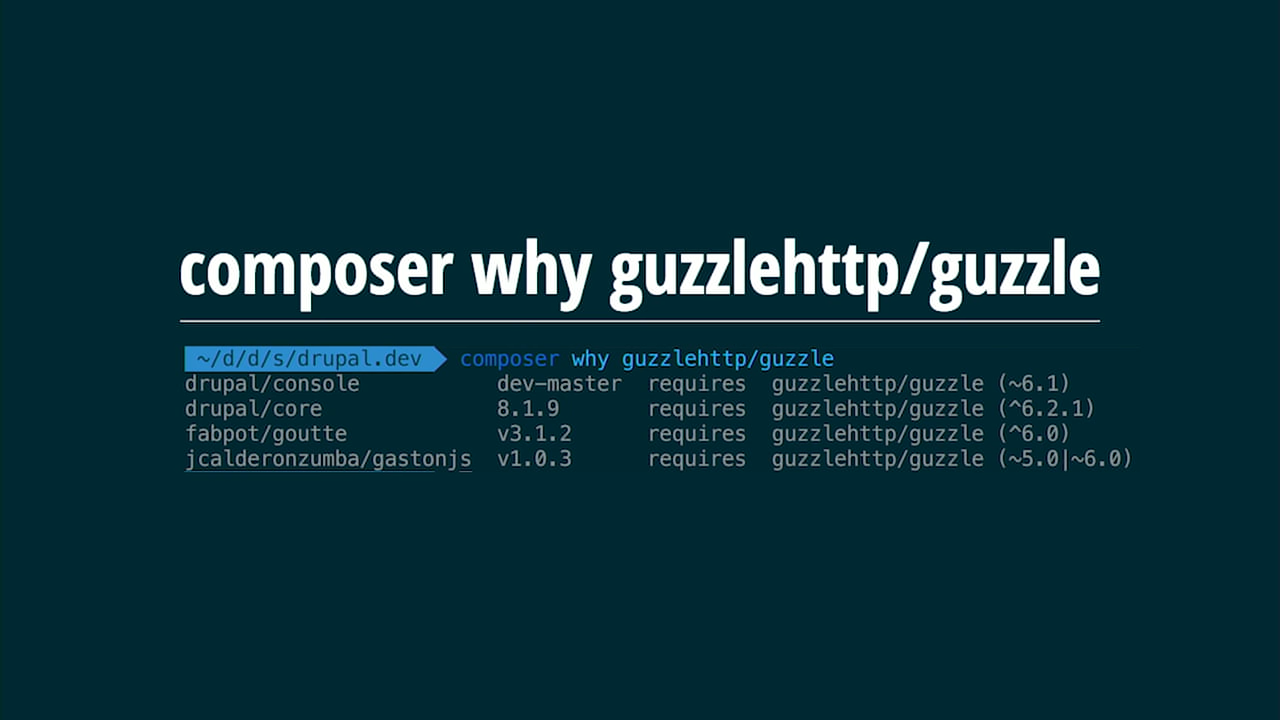 composer why guzzlehttp/guzzle
~/d/d/s/drupal.dev composer why guzzlehttp/guzzle
drupal/console dev-master requires guzzlehttp/guzzle (~6.1)
drupal/core 8.1.9 requires guzzlehttp/guzzle (^6.2.1)
fabpot/goutte v3.1.2 requires guzzlehttp/guzzle (^6.0)
jcalderonzumba/gastonjs v1.0.3 requires guzzlehttp/guzzle (~5.0|~6.0)